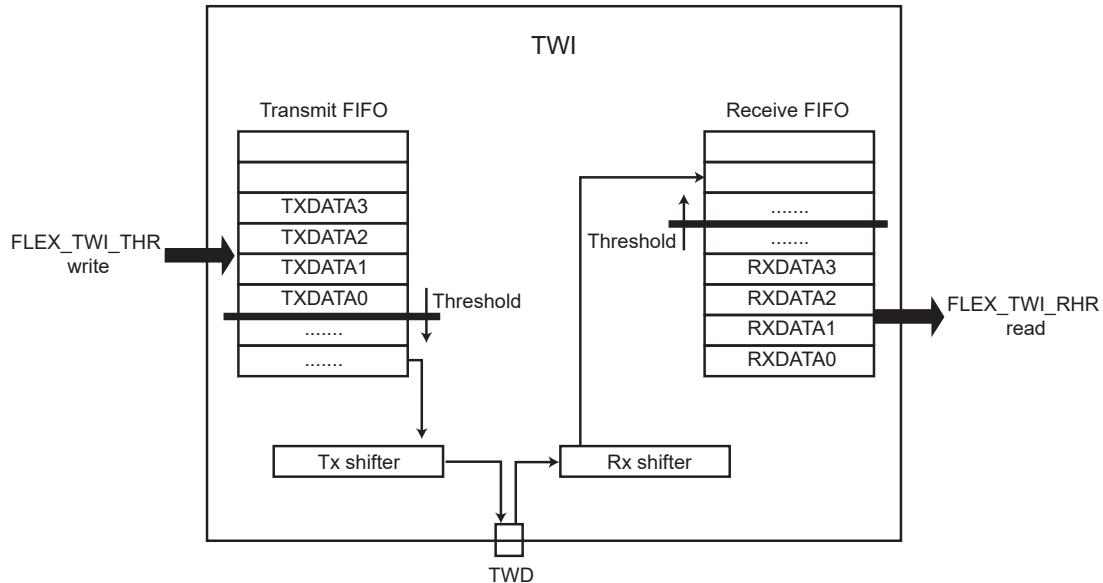 TWI
Transmit FIFO
TXDATA3
TXDATA2
TXDATA1
TXDATA0
.......
.......
FLEX_TWI_THR
write
Threshold
Receive FIFO
.......
.......
RXDATA3
RXDATA2
RXDATA1
RXDATA0
Threshold
FLEX_TWI_RHR
read
Tx shifter
Rx shifter
TWD